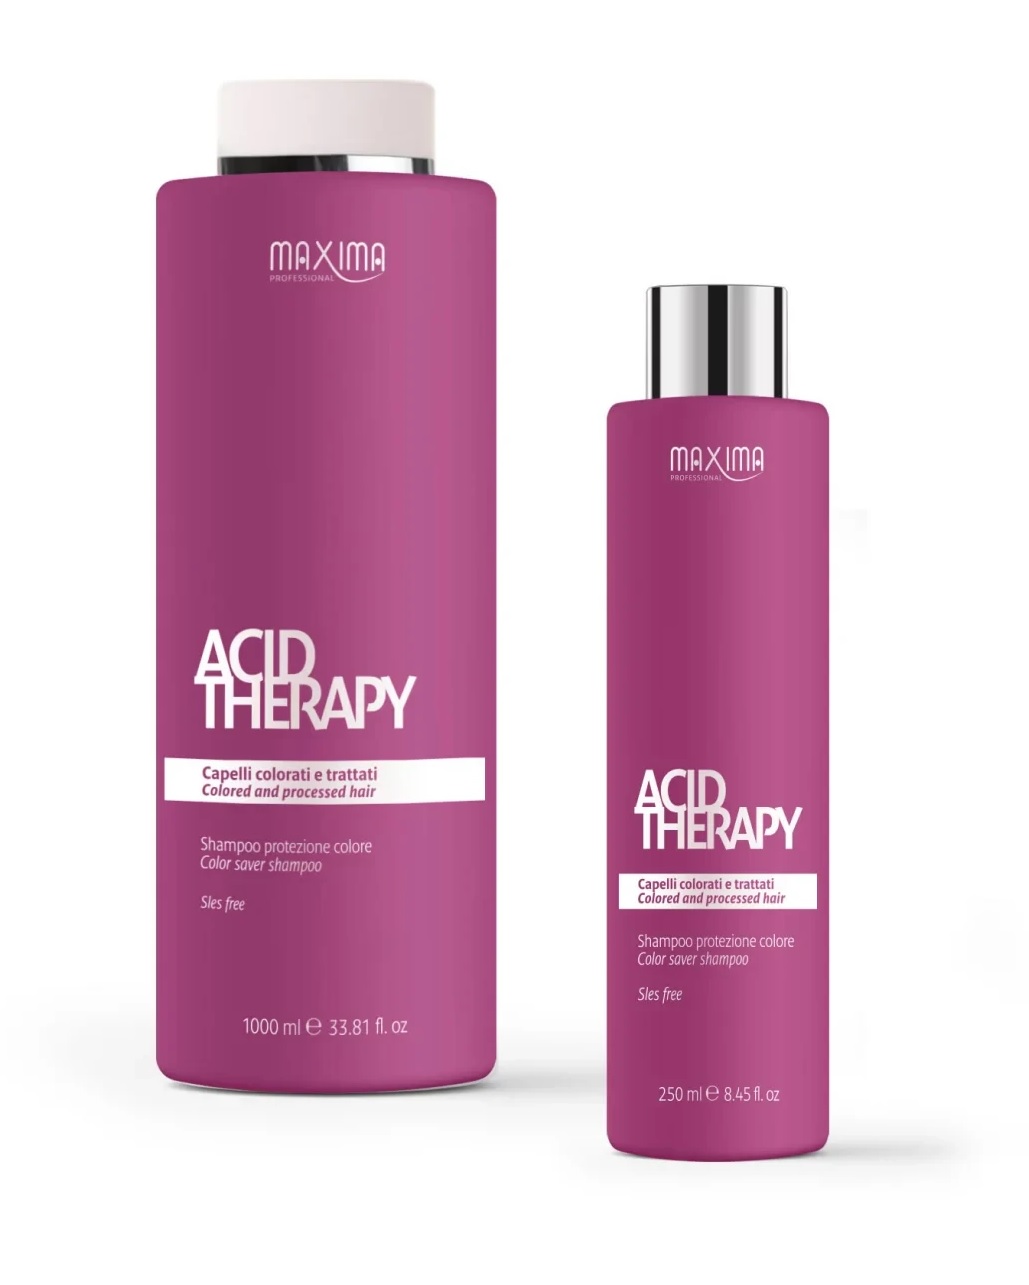 MAXIMA
PROFESSIONAL
ACID
THERAPY
Capelli colorati e trattati
Colored and processed hair
Shampoo protezione colore
Color saver shampoo
Sles free
1000 ml ℮ 33.81 fl. oz
MAXIMA
PROFESSIONAL
ACID
THERAPY
Capelli colorati e trattati
Colored and processed hair
Shampoo protezione colore
Color saver shampoo
Sles free
250 ml ℮ 8.45 fl. oz